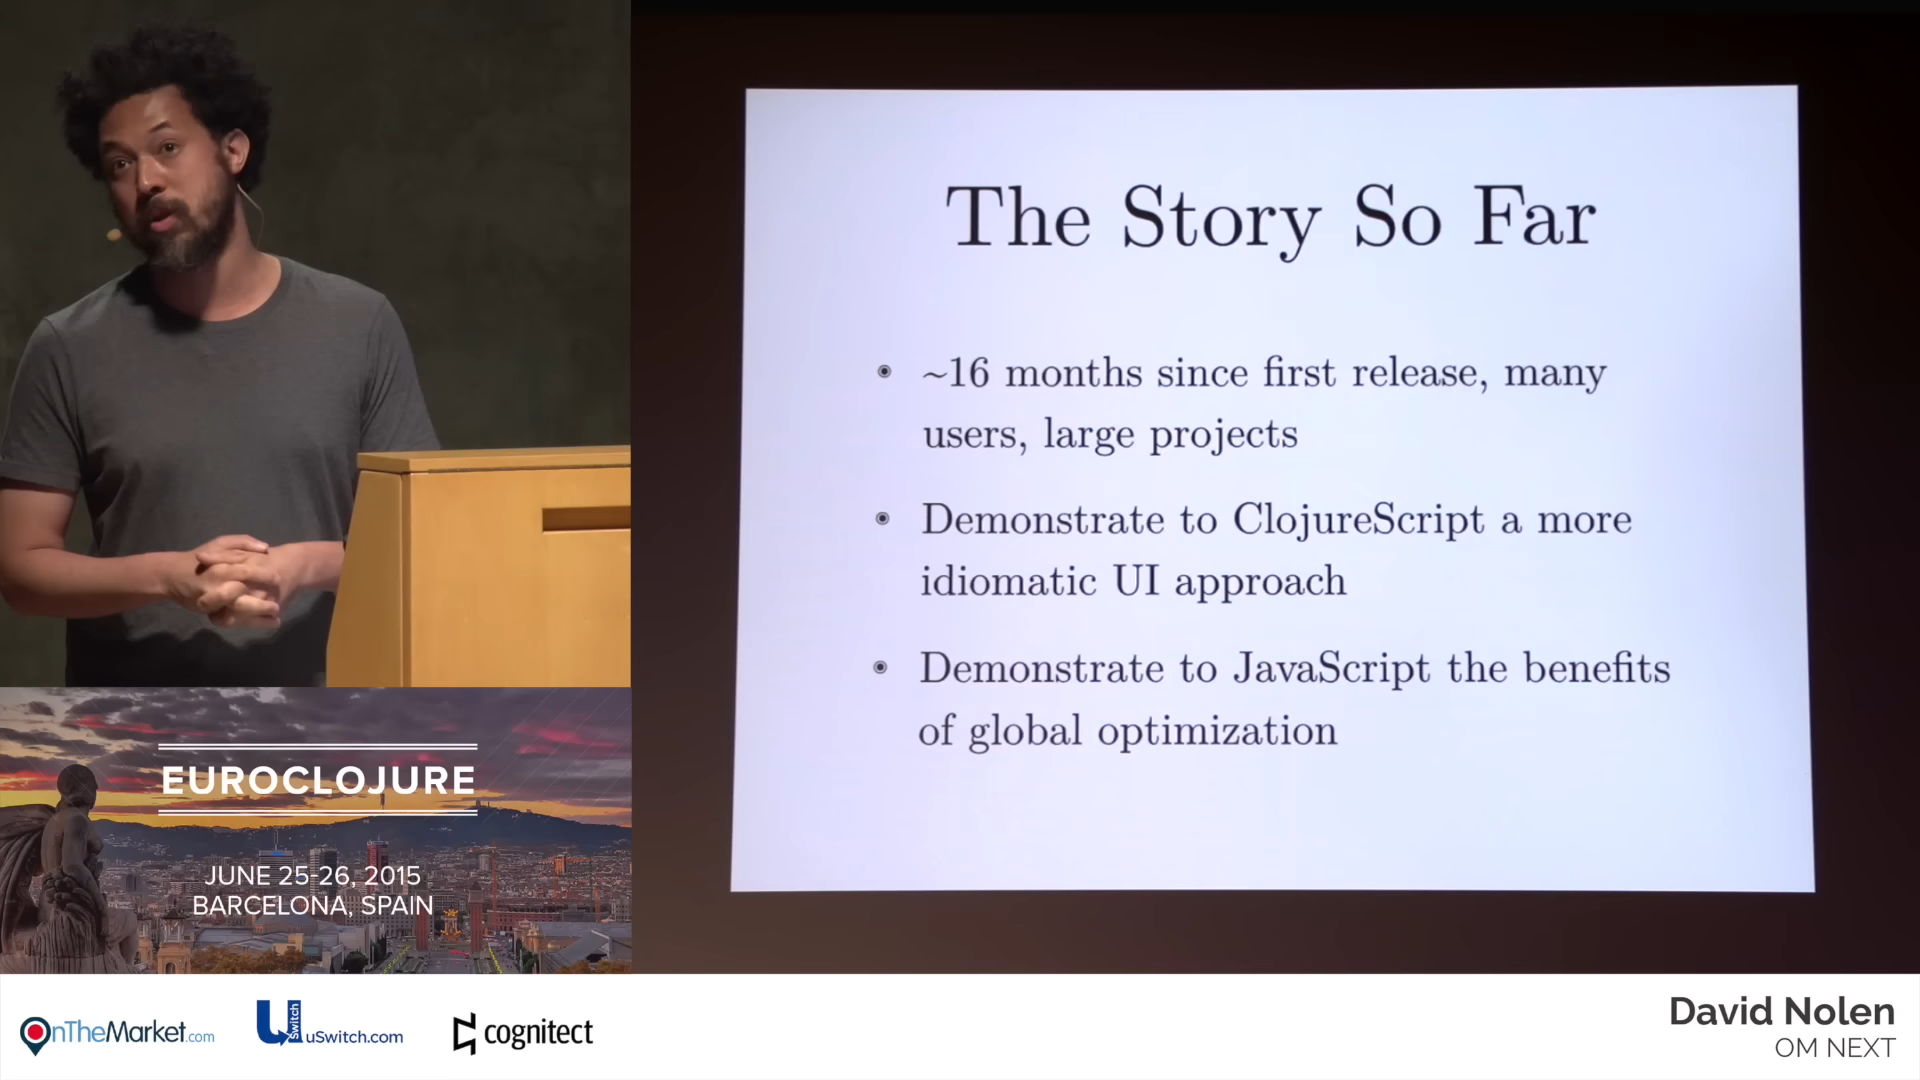 The Story So Far
• ~16 months since first release, many
users, large projects
• Demonstrate to ClojureScript a more
idiomatic UI approach
• Demonstrate to JavaScript the benefits
of global optimization
EUROCLOJURE
JUNE 25-26, 2015
BARCELONA, SPAIN
OnTheMarket.com
USwitch
uSwitch.com
cognitect
David Nolen
OM NEXT